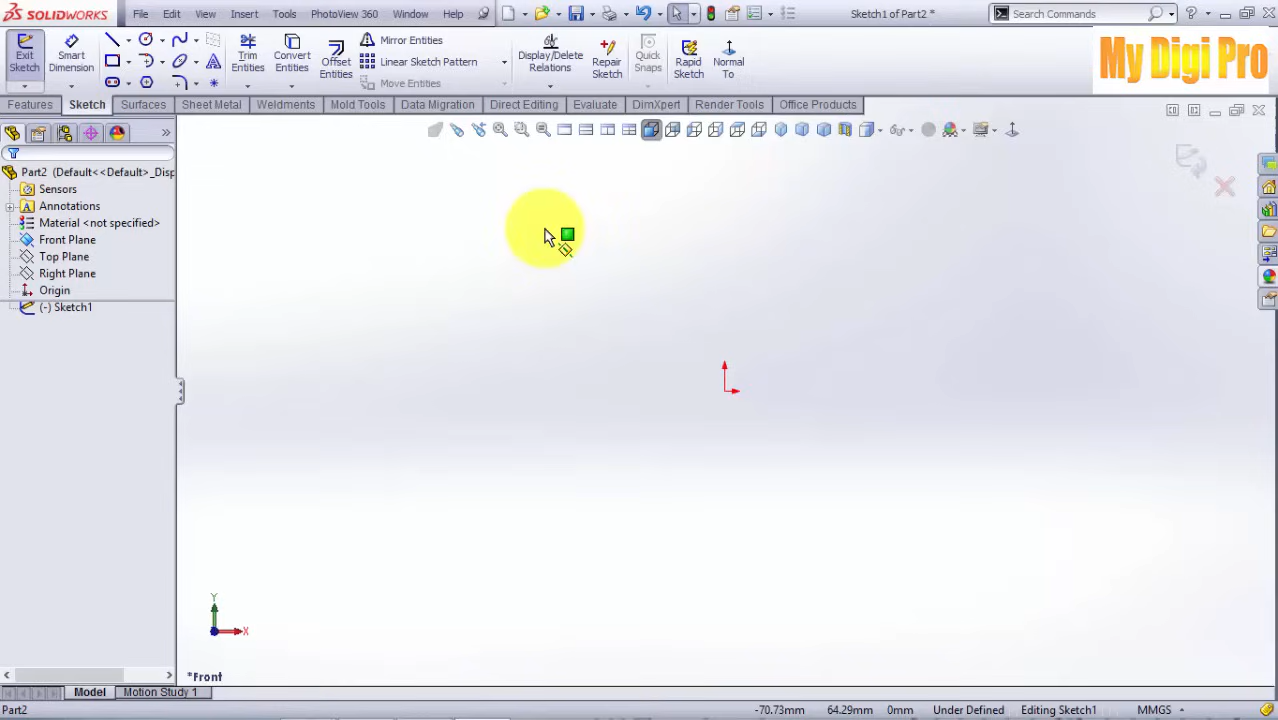 SOLIDWORKS File Edit View Insert Tools PhotoView 360 Window Help Sketch1 of Part2 * Search Commands
Exit Sketch
Smart Dimension
Trim Entities
Convert Entities
Offset Entities
Mirror Entities
Linear Sketch Pattern
Move Entities
Display/Delete Relations
Repair Sketch
Quick Snaps
Rapid Sketch
Normal To
My Digi Pro
Features Sketch Surfaces Sheet Metal Weldments Mold Tools Data Migration Direct Editing Evaluate DimXpert Render Tools Office Products
Part2 (Default<<Default>_Disp
Sensors
Annotations
Material <not specified>
Front Plane
Top Plane
Right Plane
Origin
(-) Sketch1
Y
X
*Front
Model Motion Study 1
Part2 -70.73mm 64.29mm 0mm Under Defined Editing Sketch1 MMGS